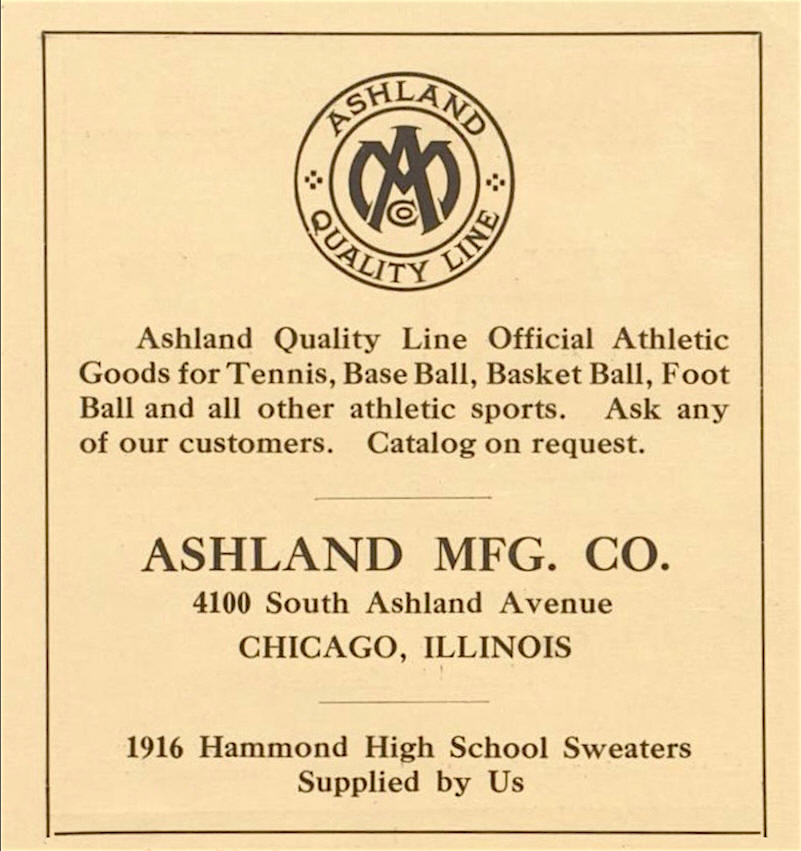 ASHLAND
AMCo
QUALITY LINE
Ashland Quality Line Official Athletic
Goods for Tennis, Base Ball, Basket Ball, Foot
Ball and all other athletic sports. Ask any
of our customers. Catalog on request.
ASHLAND MFG. CO.
4100 South Ashland Avenue
CHICAGO, ILLINOIS
1916 Hammond High School Sweaters
Supplied by Us